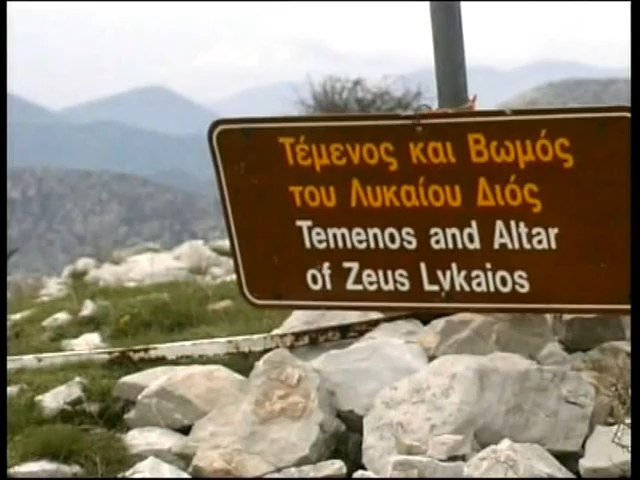 Τέμενος και Βωμός
του Λυκαίου Διός
Temenos and Altar
of Zeus Lykaios